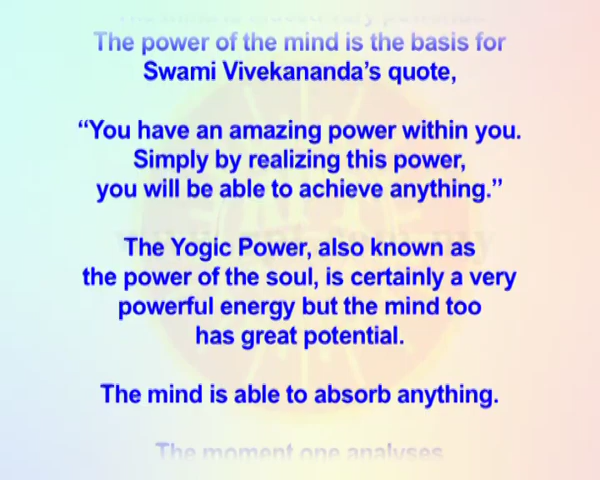 The power of the mind is the basis for
Swami Vivekananda’s quote,
“You have an amazing power within you.
Simply by realizing this power,
you will be able to achieve anything.”
The Yogic Power, also known as
the power of the soul, is certainly a very
powerful energy but the mind too
has great potential.
The mind is able to absorb anything.
The moment one analyses